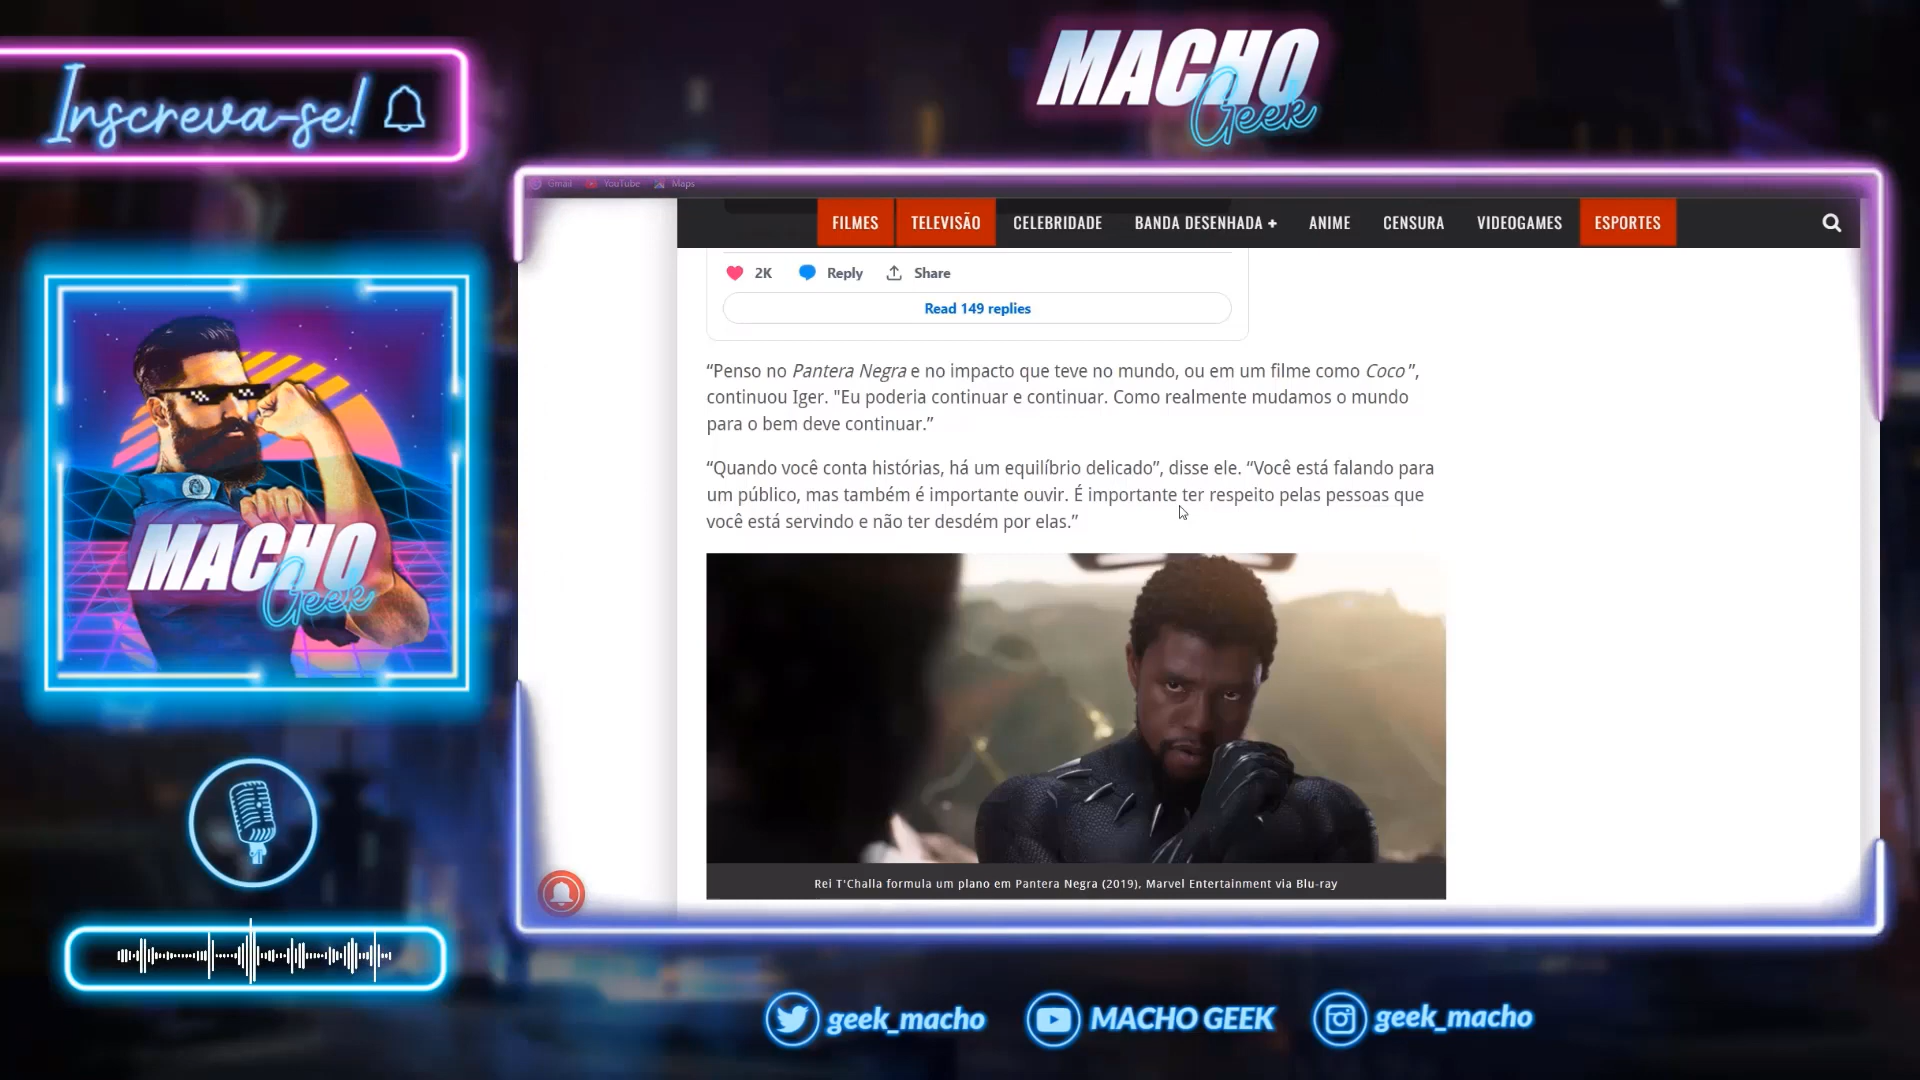 Inscreva-se!
MACHO
Geek
Gmail YouTube Maps
FILMES TELEVISÃO CELEBRIDADE BANDA DESENHADA + ANIME CENSURA VIDEOGAMES ESPORTES
2K Reply Share
Read 149 replies
“Penso no Pantera Negra e no impacto que teve no mundo, ou em um filme como Coco ”,
continuou Iger. "Eu poderia continuar e continuar. Como realmente mudamos o mundo
para o bem deve continuar.”
“Quando você conta histórias, há um equilíbrio delicado”, disse ele. “Você está falando para
um público, mas também é importante ouvir. É importante ter respeito pelas pessoas que
você está servindo e não ter desdém por elas.”
MACHO
Geek
Rei T'Challa formula um plano em Pantera Negra (2019), Marvel Entertainment via Blu-ray
geek_macho MACHO GEEK geek_macho